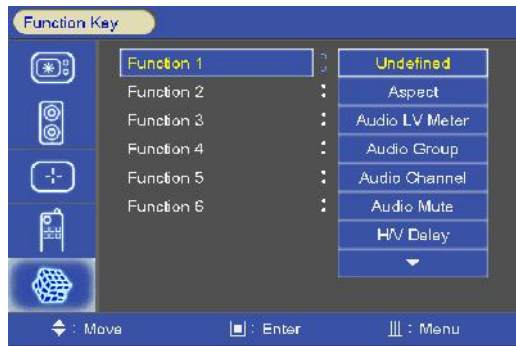 Function Key
Function 1 : Undefined
Function 2 : Aspect
Function 3 : Audio LV Meter
Function 4 : Audio Group
Function 5 : Audio Channel
Function 6 : Audio Mute
H/V Delay
: Move : Enter : Menu